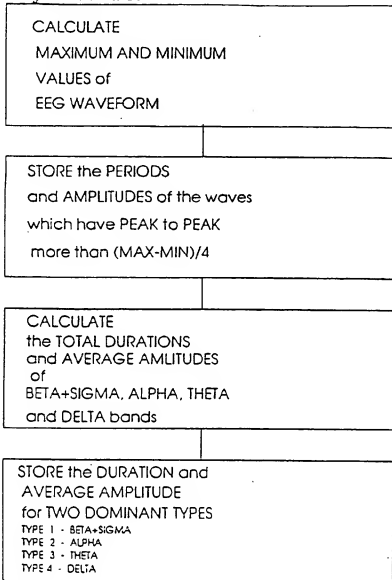 CALCULATE
MAXIMUM AND MINIMUM
VALUES of
EEG WAVEFORM
STORE the PERIODS
and AMPLITUDES of the waves
which have PEAK to PEAK
more than (MAX-MIN)/4
CALCULATE
the TOTAL DURATIONS
and AVERAGE AMLITUDES
of
BETA+SIGMA, ALPHA, THETA
and DELTA bands
STORE the DURATION and
AVERAGE AMPLITUDE
for TWO DOMINANT TYPES
TYPE 1 - BETA+SIGMA
TYPE 2 - ALPHA
TYPE 3 - THETA
TYPE 4 - DELTA